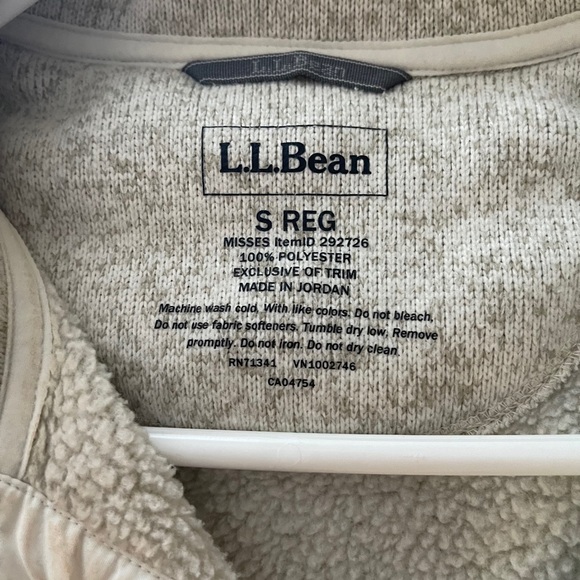 L.L.Bean
L.L.Bean
S REG
MISSES ItemID 292726
100% POLYESTER
EXCLUSIVE OF TRIM
MADE IN JORDAN
Machine wash cold. With like colors. Do not bleach.
Do not use fabric softeners. Tumble dry low. Remove
promptly. Do not iron. Do not dry clean.
RN71341 VN1002746
CA04754